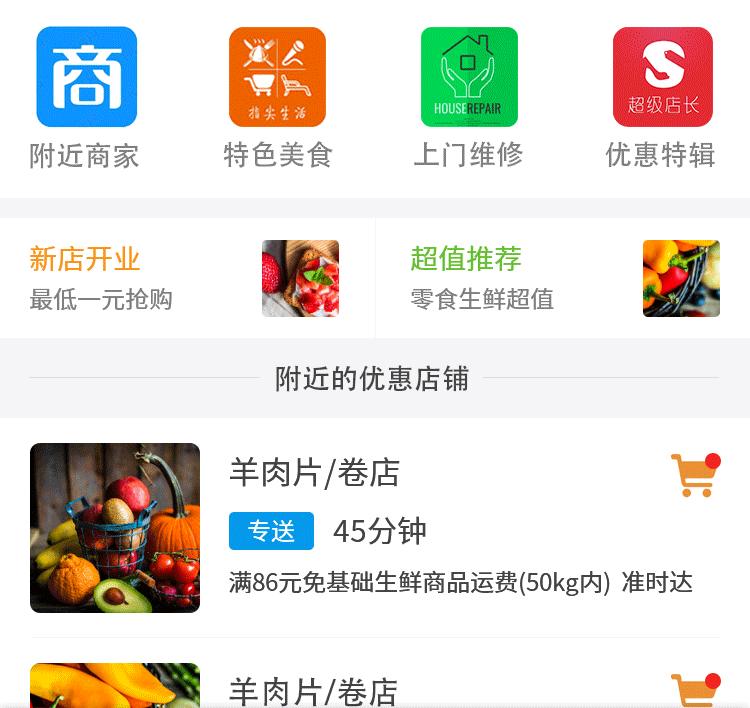 商
指尖生活
HOUSEREPAIR
超级店长
附近商家
特色美食
上门维修
优惠特辑
新店开业
最低一元抢购
超值推荐
零食生鲜超值
附近的优惠店铺
羊肉片/卷店
专送 45分钟
满86元免基础生鲜商品运费(50kg内) 准时达
羊肉片/卷店